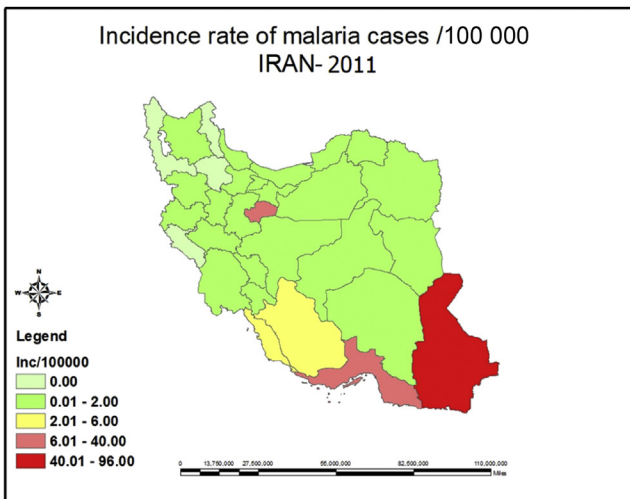 Incidence rate of malaria cases /100 000
IRAN- 2011
N
W E
S
Legend
Inc/100000
0.00
0.01 - 2.00
2.01 - 6.00
6.01 - 40.00
40.01 - 96.00
0 13,750,000 27,500,000 55,000,000 82,500,000 110,000,000
Miles